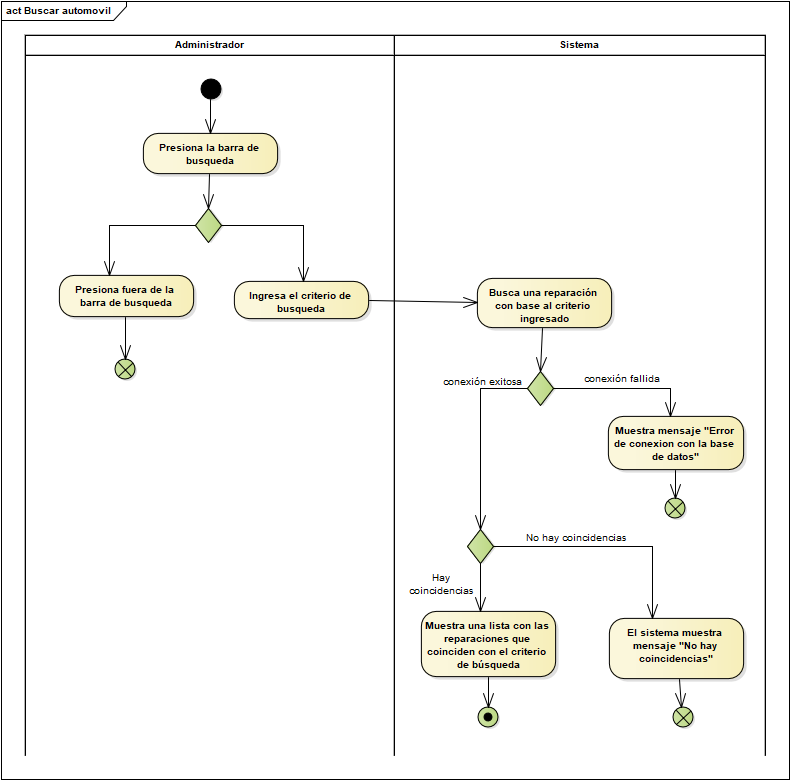 act Buscar automovil
Administrador
Sistema
Presiona la barra de
busqueda
Presiona fuera de la
barra de busqueda
Ingresa el criterio de
busqueda
Busca una reparación
con base al criterio
ingresado
conexión exitosa
conexión fallida
Muestra mensaje "Error
de conexion con la base
de datos"
No hay coincidencias
Hay
coincidencias
Muestra una lista con las
reparaciones que
coinciden con el criterio
de búsqueda
El sistema muestra
mensaje "No hay
coincidencias"